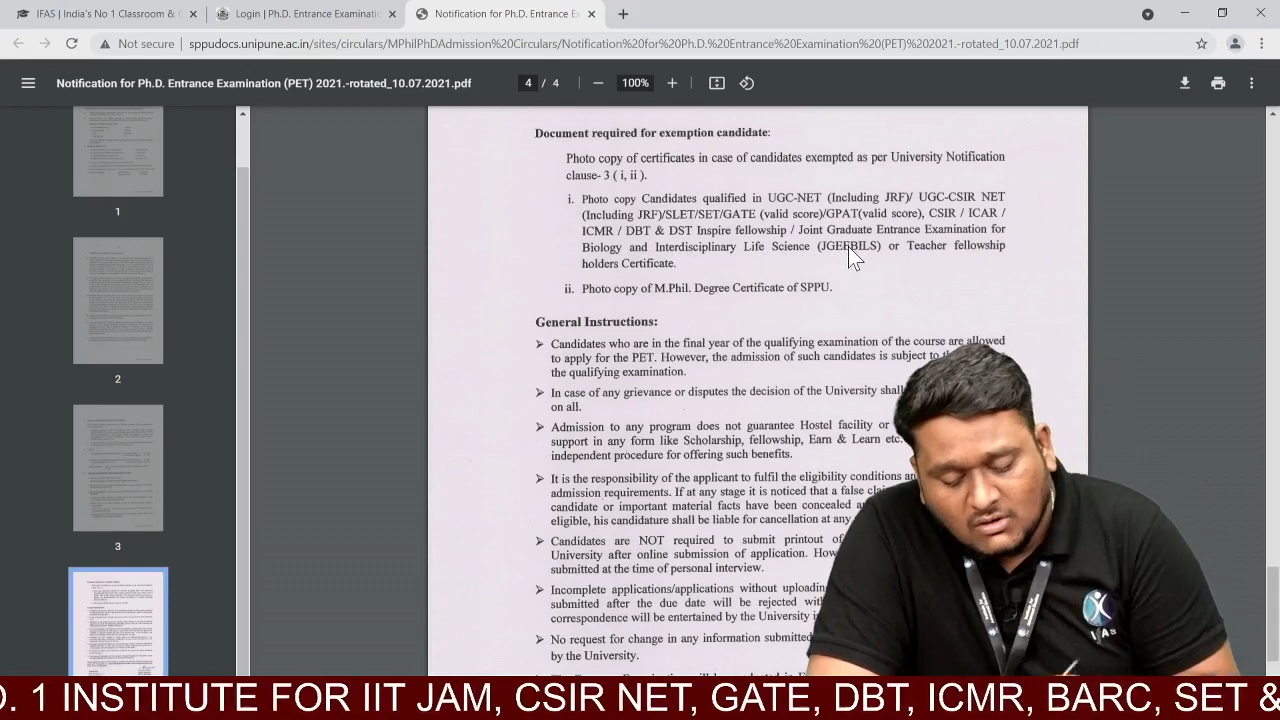 IFAS | India's No 1 Classroom &
Login | Ph.D. Entrance Examinatio
Notification for Ph.D. Entrance Ex
Not secure | sppudocs.unipune.ac.in/sites/circulars/MPhilPhDAdmission%20Circulars/Notification%20for%20Ph.D.%20Entrance%20Examination%20(PET)%202021.-rotated_10.07.2021.pdf
Notification for Ph.D. Entrance Examination (PET) 2021.-rotated_10.07.2021.pdf
4 / 4
100%
1
2
3
Document required for exemption candidate:
Photo copy of certificates in case of candidates exempted as per University Notification
clause- 3 ( i, ii ).
i. Photo copy Candidates qualified in UGC-NET (Including JRF)/ UGC-CSIR NET
(Including JRF)/SLET/SET/GATE (valid score)/GPAT(valid score), CSIR / ICAR /
ICMR / DBT & DST Inspire fellowship / Joint Graduate Entrance Examination for
Biology and Interdisciplinary Life Science (JGEEBILS) or Teacher fellowship
holders Certificate.
ii. Photo copy of M.Phil. Degree Certificate of SPPU.
General Instructions:
➢ Candidates who are in the final year of the qualifying examination of the course are allowed
to apply for the PET. However, the admission of such candidates is subject to
the qualifying examination.
➢ In case of any grievance or disputes the decision of the University shall
on all.
➢ Admission to any program does not guarantee Hostel facility or
support in any form like Scholarship, fellowship, Earn & Learn etc.
independent procedure for offering such benefits.
➢ It is the responsibility of the applicant to fulfil the eligibility conditions
admission requirements. If at any stage it is noticed that a false
candidate or important material facts have been concealed
eligible, his candidature shall be liable for cancellation at any
➢ Candidates are NOT required to submit printout of
University after online submission of application.
submitted at the time of personal interview.
➢ Incomplete applications/applications without
submitted after the due date will be rejected
correspondence will be entertained by the University
No request for change in any information submitted
by the University.
. 1 INSTITUTE FOR IIT JAM, CSIR NET, GATE, DBT, ICMR, BARC, SET &